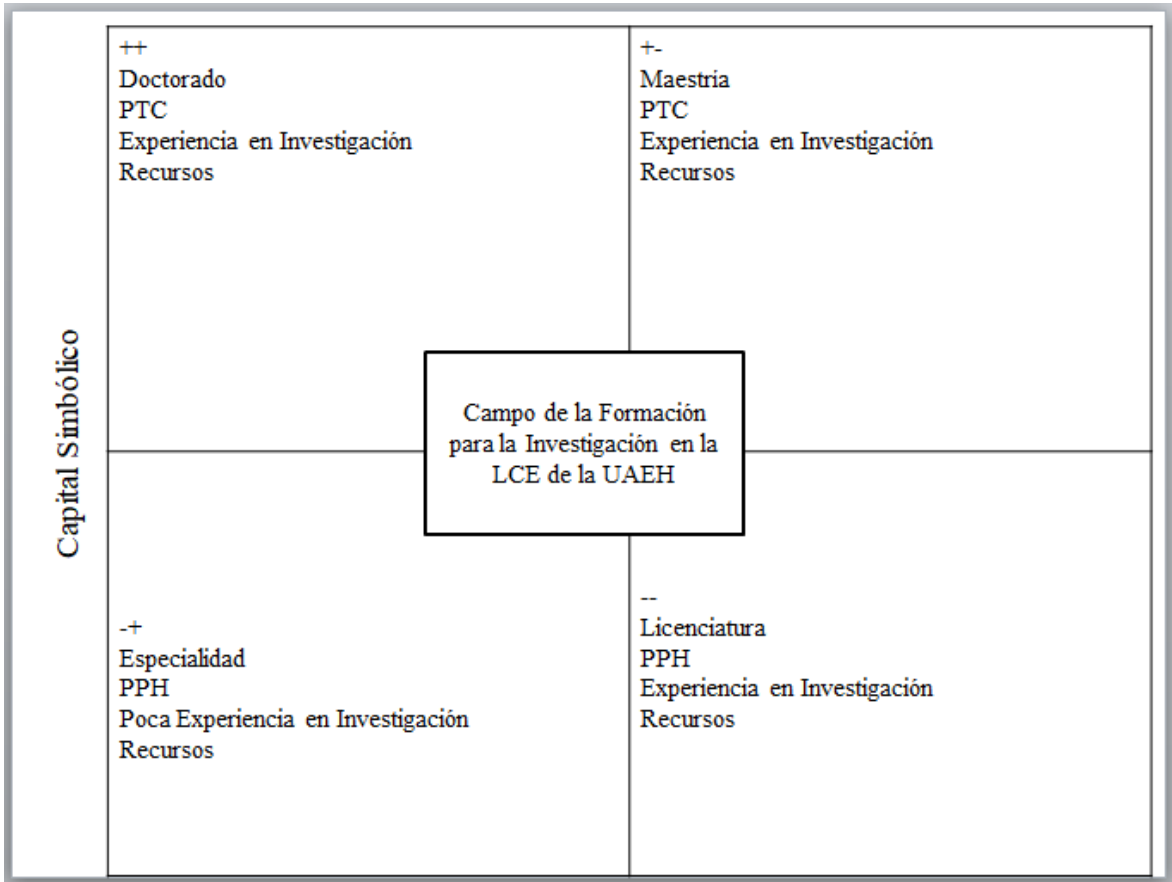 Capital Simbólico
++
Doctorado
PTC
Experiencia en Investigación
Recursos
+-
Maestría
PTC
Experiencia en Investigación
Recursos
Campo de la Formación
para la Investigación en la
LCE de la UAEH
-+
Especialidad
PPH
Poca Experiencia en Investigación
Recursos
--
Licenciatura
PPH
Experiencia en Investigación
Recursos